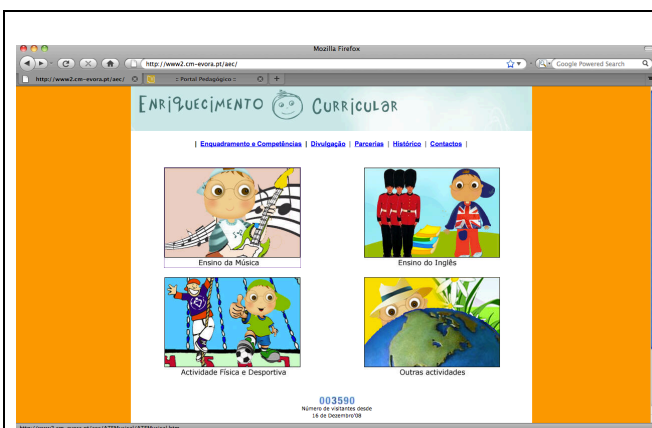 Mozilla Firefox
http://www2.cm-evora.pt/aec/
Google Powered Search
http://www2.cm-evora.pt/aec/
:: Portal Pedagógico ::
ENRIQUECIMENTO CURRICULAR
| Enquadramento e Competências | Divulgação | Parcerias | Histórico | Contactos |
Ensino da Música
Ensino do Inglês
Actividade Física e Desportiva
Outras actividades
003590
Número de visitantes desde
16 de Dezembro'08